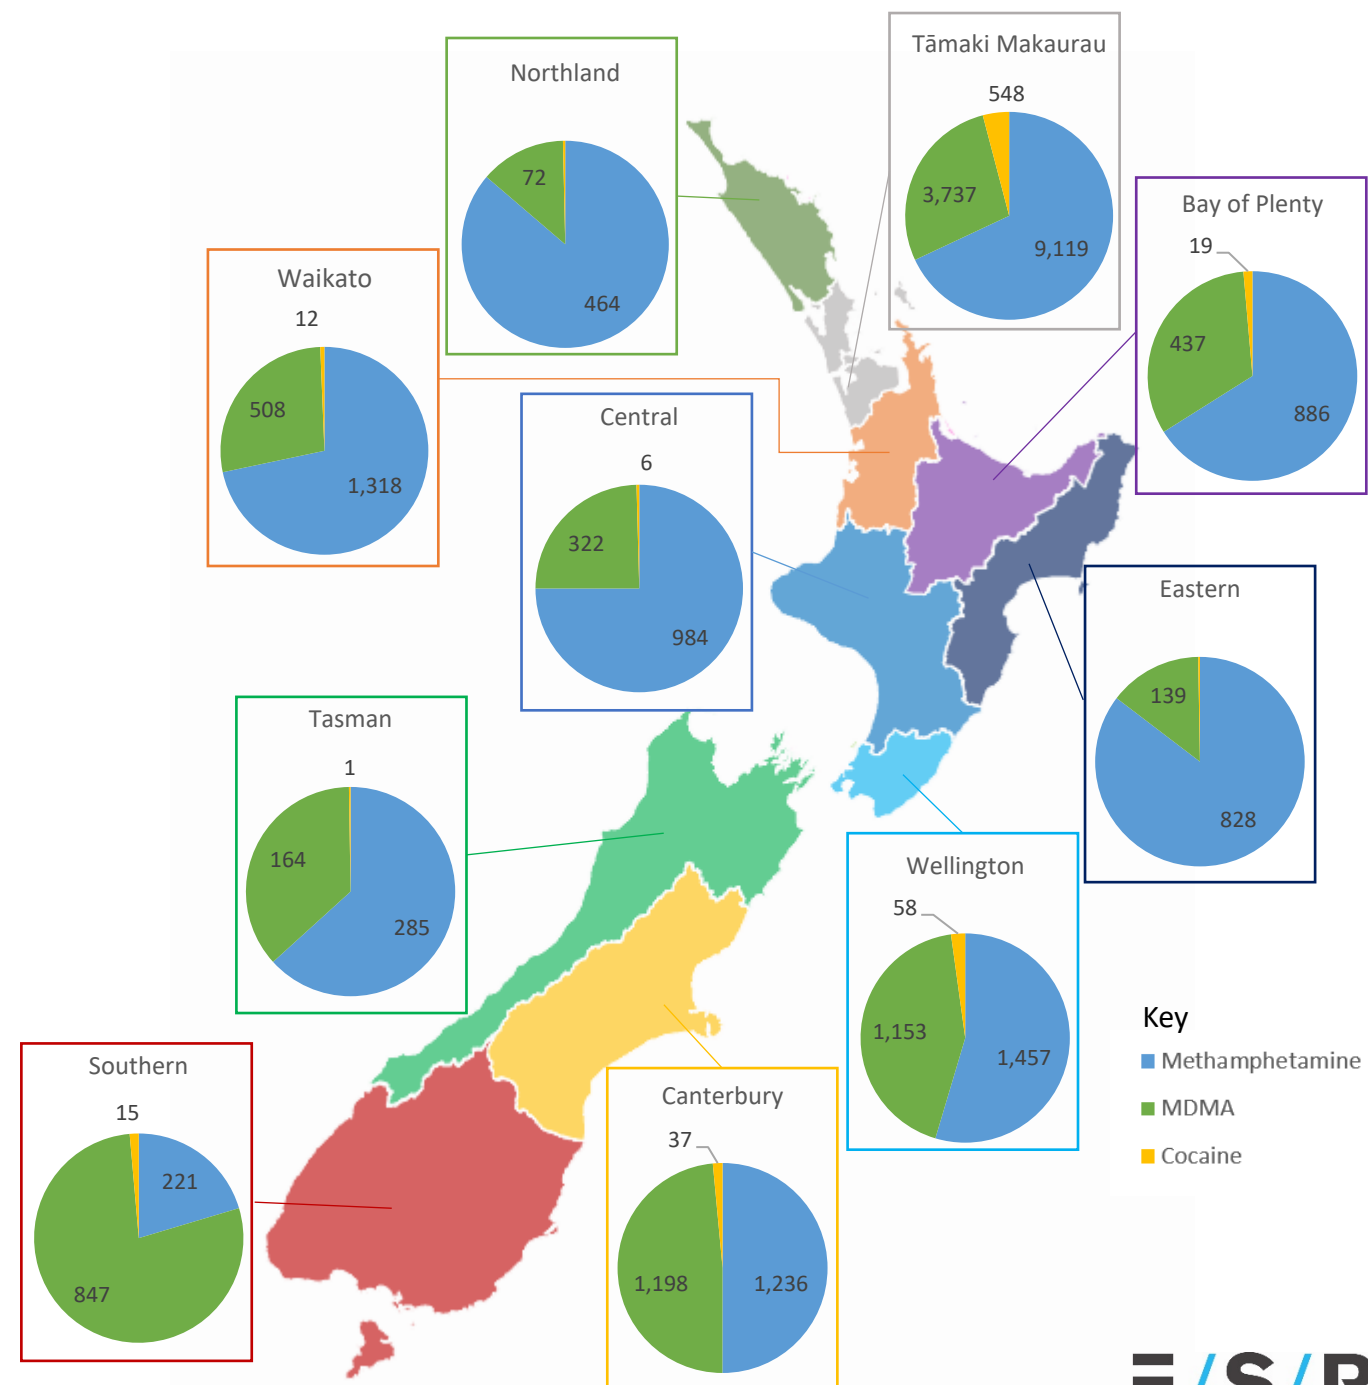 Northland
72
464
Tāmaki Makaurau
548
3,737
9,119
Bay of Plenty
19
437
886
Waikato
12
508
1,318
Central
6
322
984
Eastern
139
828
Tasman
1
164
285
Wellington
58
1,153
1,457
Key
Methamphetamine
MDMA
Cocaine
Southern
15
221
847
Canterbury
37
1,198
1,236
E/S/R